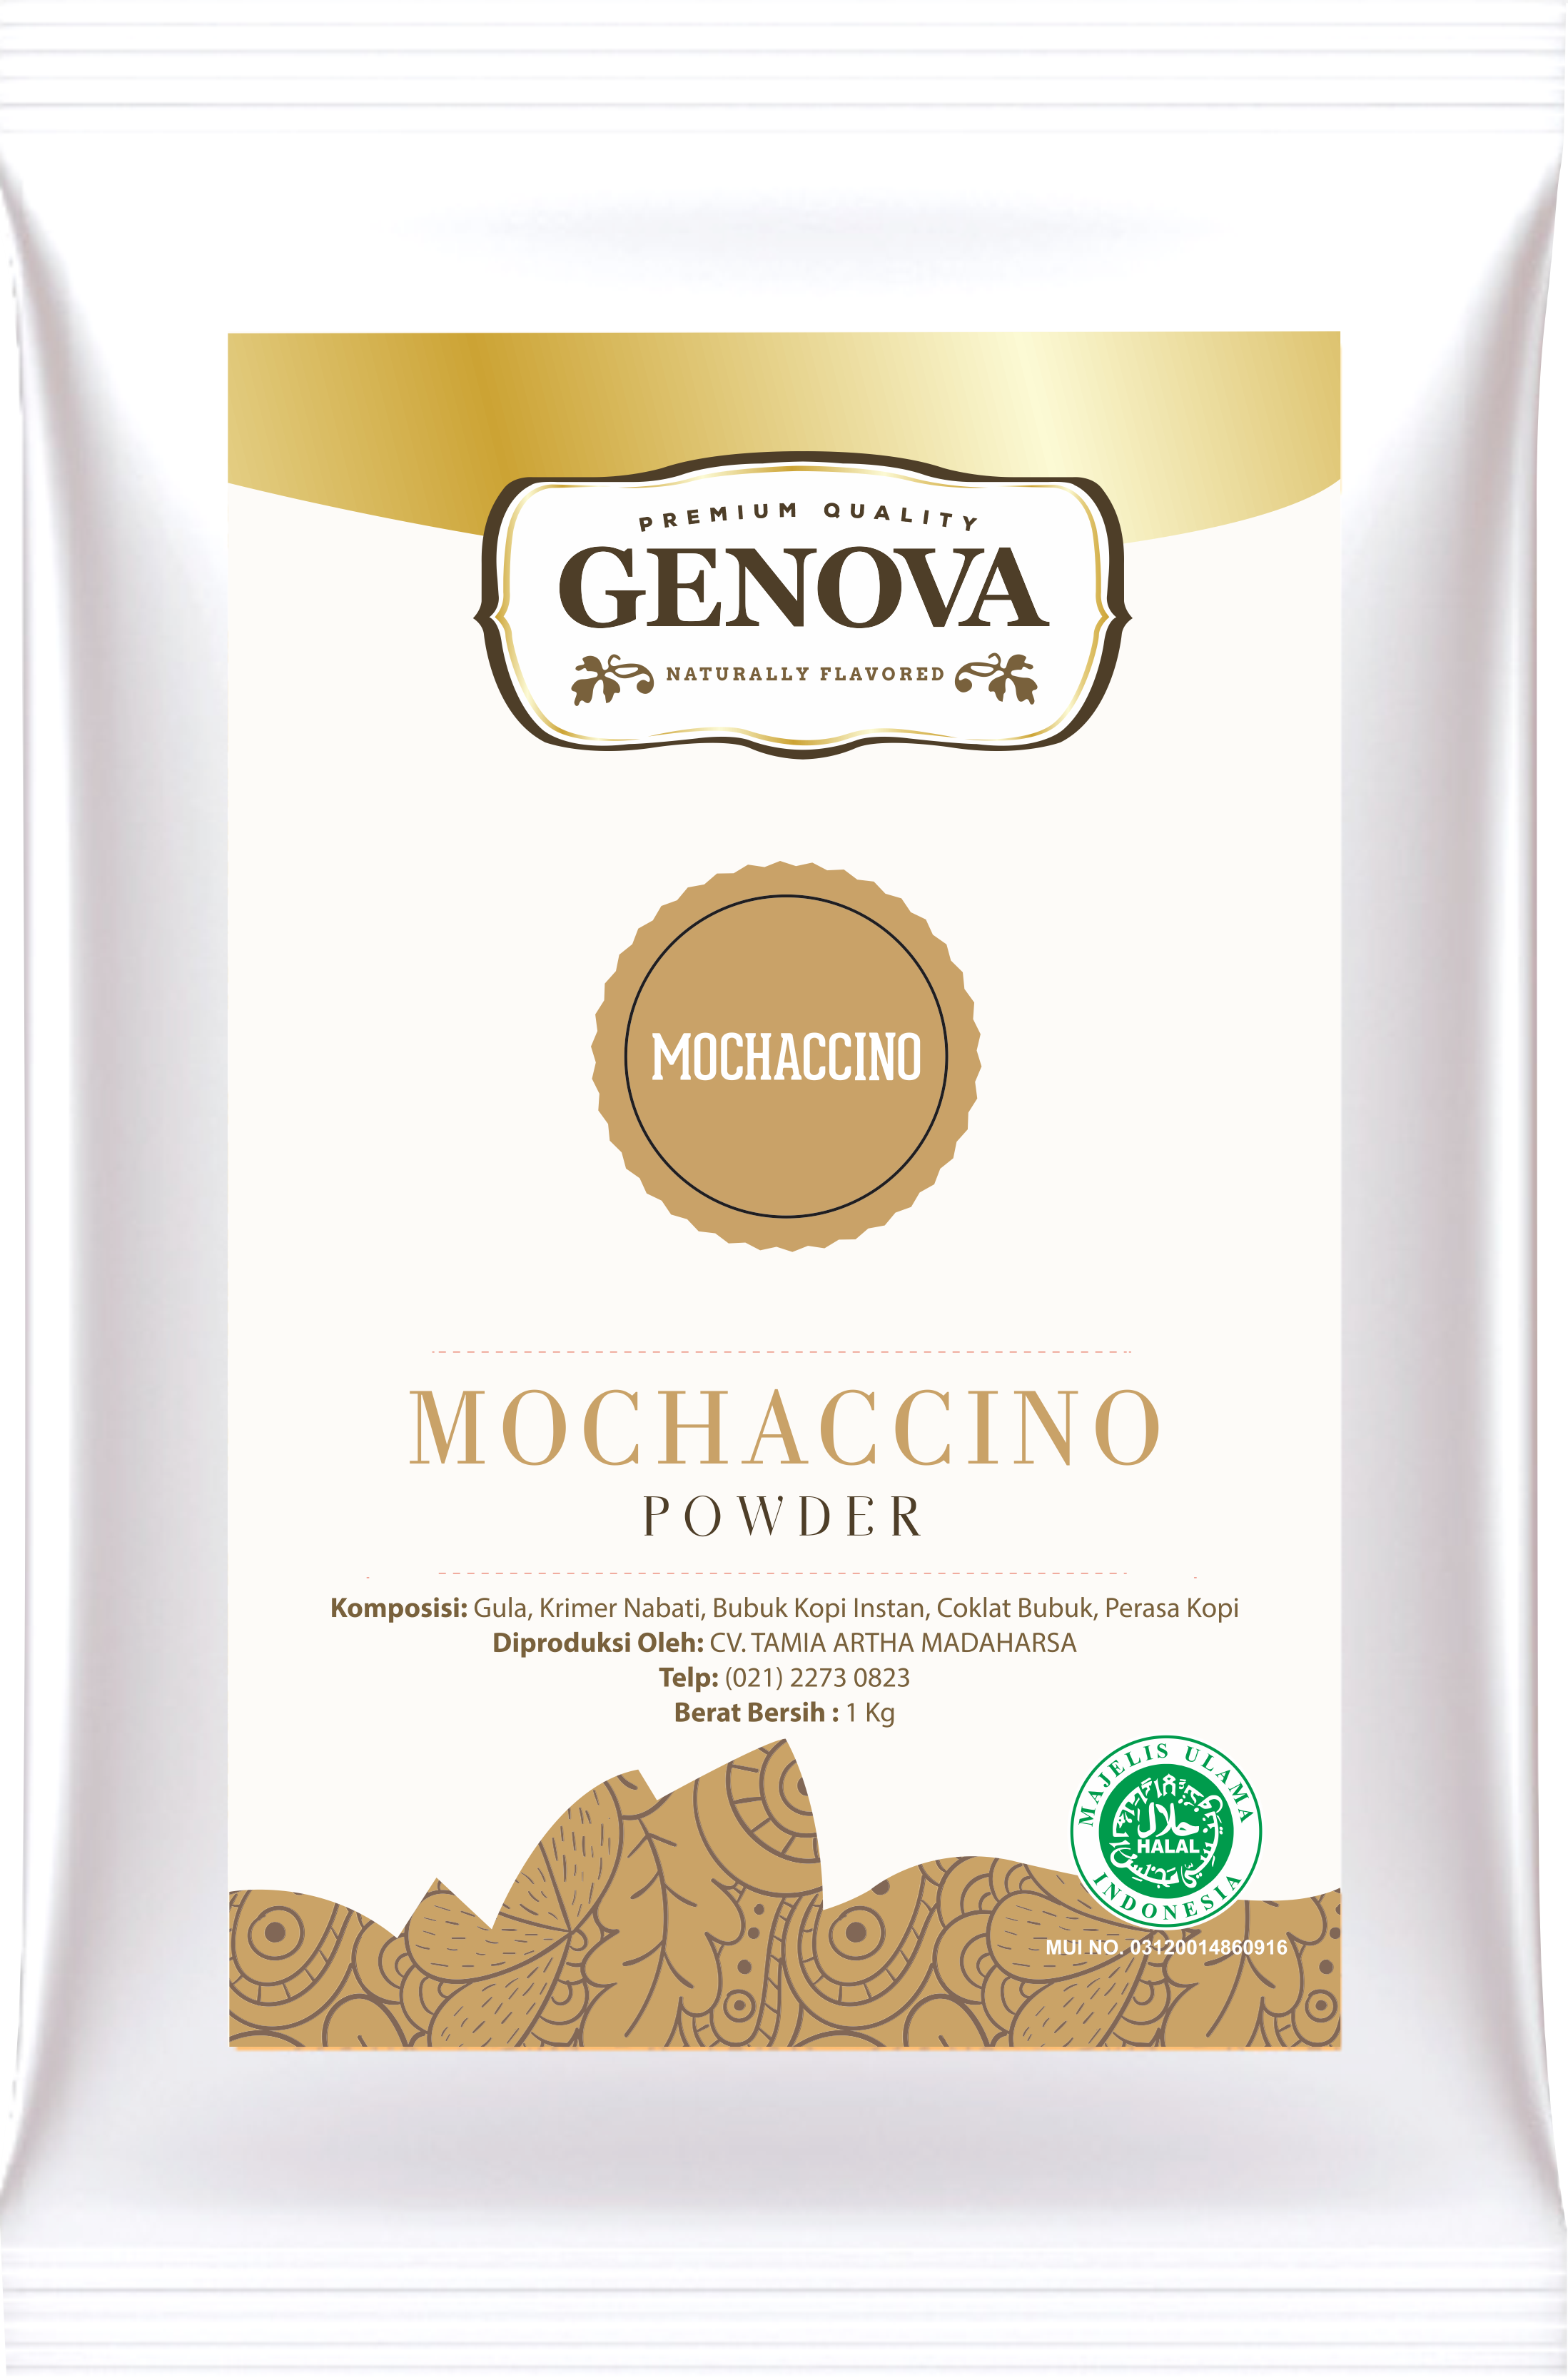 PREMIUM QUALITY
GENOVA
NATURALLY FLAVORED
MOCHACCINO
MOCHACCINO
POWDER
Komposisi: Gula, Krimer Nabati, Bubuk Kopi Instan, Coklat Bubuk, Perasa Kopi
Diproduksi Oleh: CV. TAMIA ARTHA MADAHARSA
Telp: (021) 2273 0823
Berat Bersih : 1 Kg
MAJELIS ULAMA
حلال
HALAL
INDONESIA
MUI NO. 03120014860916